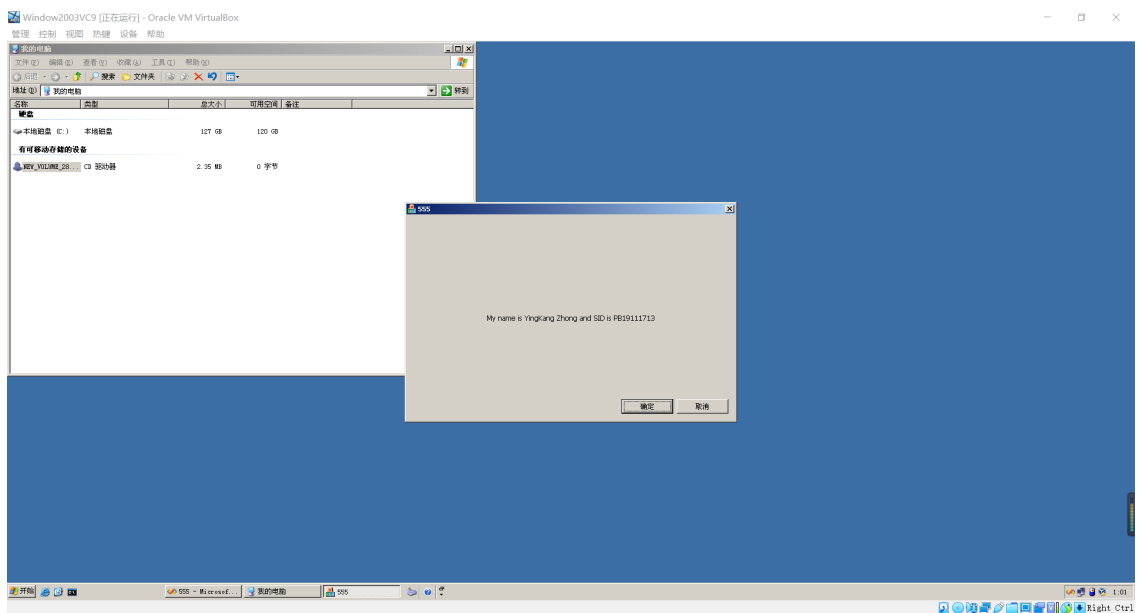 Window2003VC9 [正在运行] - Oracle VM VirtualBox
管理 控制 视图 热键 设备 帮助
我的电脑
文件(F) 编辑(E) 查看(V) 收藏(A) 工具(T) 帮助(H)
后退 搜索 文件夹
地址(D) 我的电脑 转到
名称 类型 总大小 可用空间 备注
硬盘
本地磁盘 (C:) 本地磁盘 127 GB 120 GB
有可移动存储的设备
NEW_VOLUME_28... CD 驱动器 2.35 MB 0 字节
555
My name is YingKang Zhong and SID is PB19111713
确定 取消
开始 555 - Microsof... 我的电脑 555 1:01
Right Ctrl